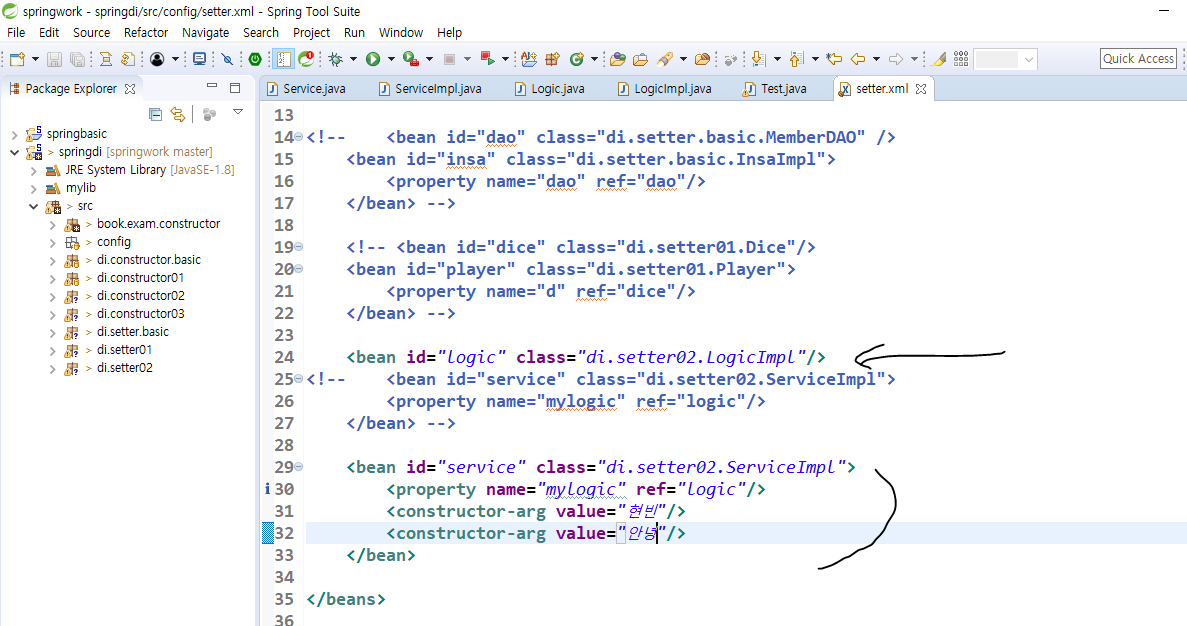 springwork - springdi/src/config/setter.xml - Spring Tool Suite
File Edit Source Refactor Navigate Search Project Run Window Help
Quick Access
Package Explorer
Service.java ServiceImpl.java Logic.java LogicImpl.java Test.java setter.xml
springbasic
> springdi [springwork master]
JRE System Library [JavaSE-1.8]
mylib
> src
> book.exam.constructor
> config
> di.constructor.basic
> di.constructor01
> di.constructor02
> di.constructor03
> di.setter.basic
> di.setter01
> di.setter02
13
14 <!-- <bean id="dao" class="di.setter.basic.MemberDAO" />
15 <bean id="insa" class="di.setter.basic.InsaImpl">
16 <property name="dao" ref="dao"/>
17 </bean> -->
18
19 <!-- <bean id="dice" class="di.setter01.Dice"/>
20 <bean id="player" class="di.setter01.Player">
21 <property name="d" ref="dice"/>
22 </bean> -->
23
24 <bean id="logic" class="di.setter02.LogicImpl"/>
25 <!-- <bean id="service" class="di.setter02.ServiceImpl">
26 <property name="mylogic" ref="logic"/>
27 </bean> -->
28
29 <bean id="service" class="di.setter02.ServiceImpl">
30 <property name="mylogic" ref="logic"/>
31 <constructor-arg value="현빈"/>
32 <constructor-arg value="안녕"/>
33 </bean>
34
35 </beans>
36